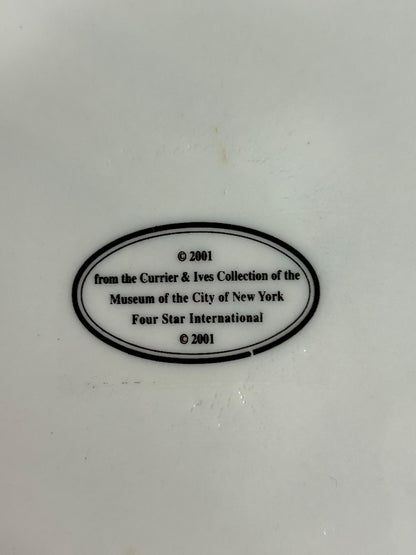 © 2001
from the Currier & Ives Collection of the
Museum of the City of New York
Four Star International
© 2001